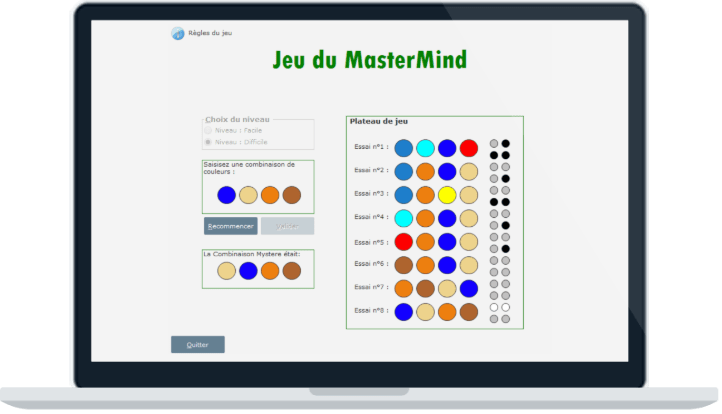 Règles du jeu
Jeu du MasterMind
Choix du niveau
Niveau : Facile
Niveau : Difficile
Saisissez une combinaison de
couleurs :
Recommencer
Valider
La Combinaison Mystere était:
Quitter
Plateau de jeu
Essai n°1 :
Essai n°2 :
Essai n°3 :
Essai n°4 :
Essai n°5 :
Essai n°6 :
Essai n°7 :
Essai n°8 :